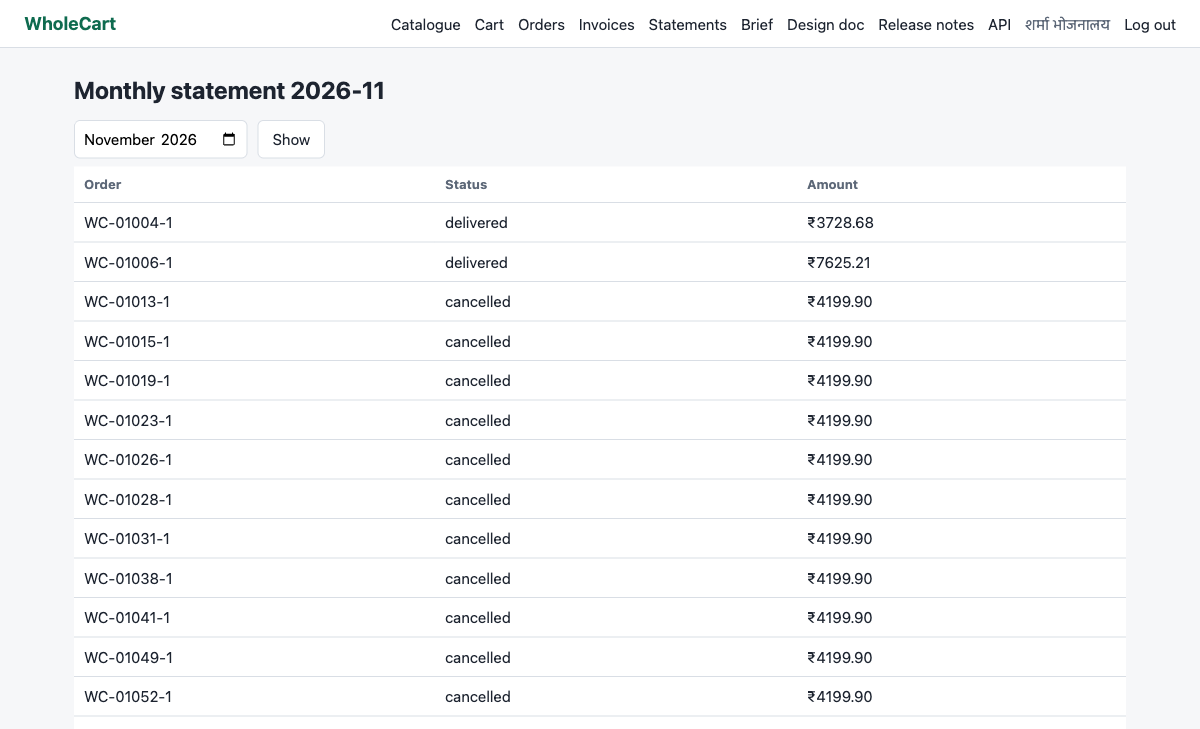 WholeCart Catalogue Cart Orders Invoices Statements Brief Design doc Release notes API शर्मा भोजनालय Log out
Monthly statement 2026-11
November 2026 Show
Order Status Amount
WC-01004-1 delivered ₹3728.68
WC-01006-1 delivered ₹7625.21
WC-01013-1 cancelled ₹4199.90
WC-01015-1 cancelled ₹4199.90
WC-01019-1 cancelled ₹4199.90
WC-01023-1 cancelled ₹4199.90
WC-01026-1 cancelled ₹4199.90
WC-01028-1 cancelled ₹4199.90
WC-01031-1 cancelled ₹4199.90
WC-01038-1 cancelled ₹4199.90
WC-01041-1 cancelled ₹4199.90
WC-01049-1 cancelled ₹4199.90
WC-01052-1 cancelled ₹4199.90